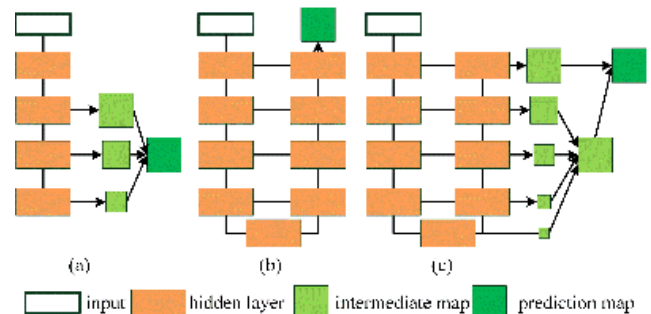 (a) (b) (c)
input hidden layer intermediate map prediction map